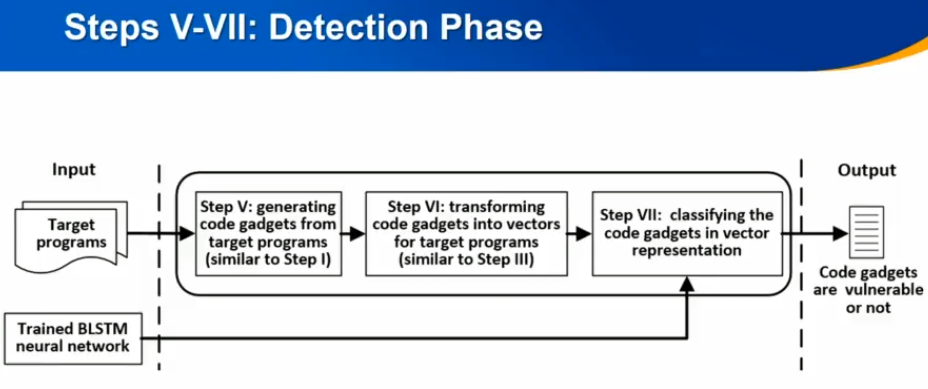 Steps V-VII: Detection Phase
Input
Output
Target
programs
Step V: generating
code gadgets from
target programs
(similar to Step I)
Step VI: transforming
code gadgets into vectors
for target programs
(similar to Step III)
Step VII: classifying the
code gadgets in vector
representation
Code gadgets
are vulnerable
or not
Trained BLSTM
neural network